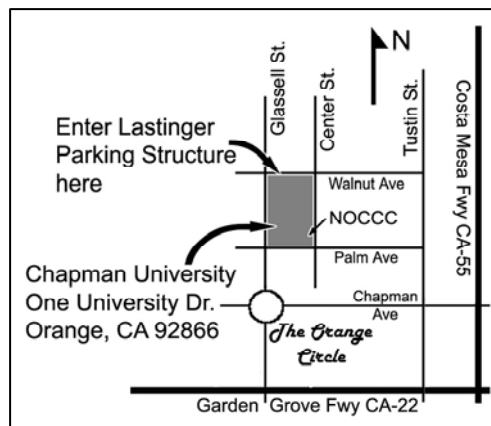 N
Glassell St.
Center St.
Tustin St.
Costa Mesa Fwy CA-55
Enter Lastinger
Parking Structure
here
Walnut Ave
NOCCC
Palm Ave
Chapman University
One University Dr.
Orange, CA 92866
Chapman
Ave
The Orange
Circle
Garden Grove Fwy CA-22